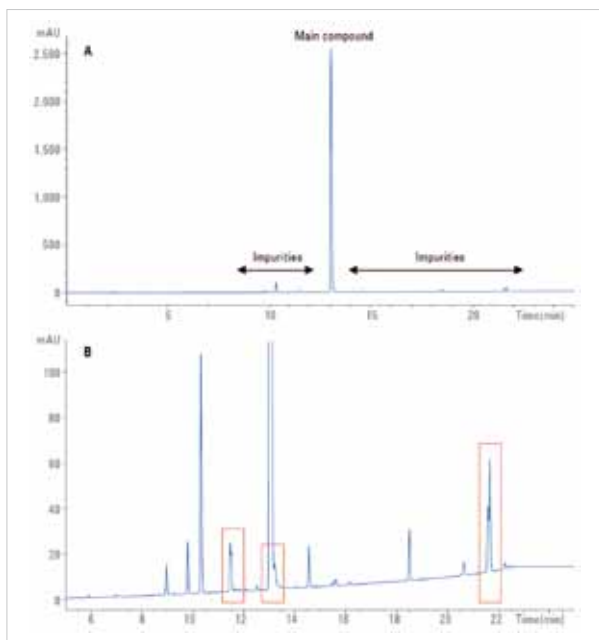 mAU
A
Main compound
2.500
2.000
1.500
1.000
500
0
Impurities
Impurities
5 10 15 20 Time[min]
mAU
B
100
80
60
40
20
0
6 8 10 12 14 16 18 20 22 Time[min]